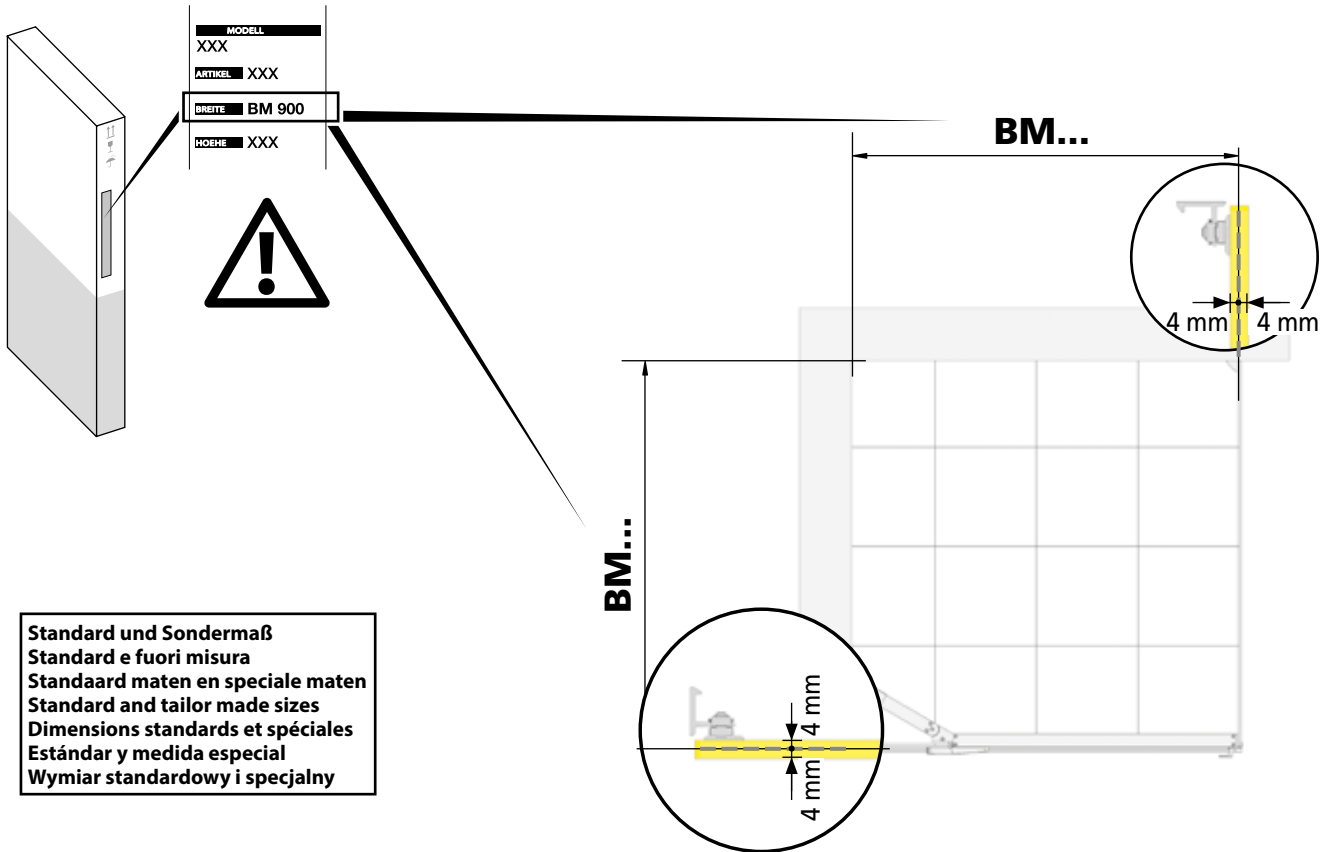 MODELL
XXX
ARTIKEL XXX
BREITE BM 900
HOEHE XXX
BM...
4 mm 4 mm
BM...
4 mm
4 mm
Standard und Sondermaß
Standard e fuori misura
Standaard maten en speciale maten
Standard and tailor made sizes
Dimensions standards et spéciales
Estándar y medida especial
Wymiar standardowy i specjalny